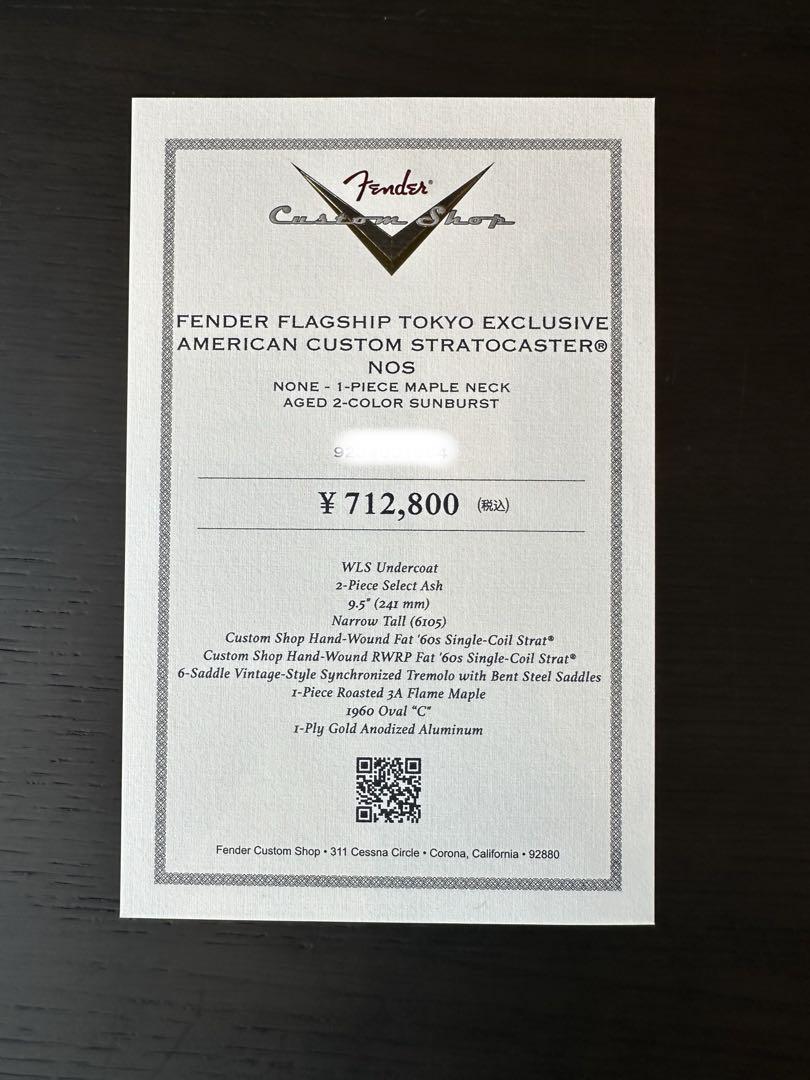 Fender®
Custom Shop
FENDER FLAGSHIP TOKYO EXCLUSIVE
AMERICAN CUSTOM STRATOCASTER®
NOS
NONE - 1-PIECE MAPLE NECK
AGED 2-COLOR SUNBURST
¥ 712,800 (税込)
WLS Undercoat
2-Piece Select Ash
9.5" (241 mm)
Narrow Tall (6105)
Custom Shop Hand-Wound Fat '60s Single-Coil Strat®
Custom Shop Hand-Wound RWRP Fat '60s Single-Coil Strat®
6-Saddle Vintage-Style Synchronized Tremolo with Bent Steel Saddles
1-Piece Roasted 3A Flame Maple
1960 Oval "C"
1-Ply Gold Anodized Aluminum
Fender Custom Shop • 311 Cessna Circle • Corona, California • 92880